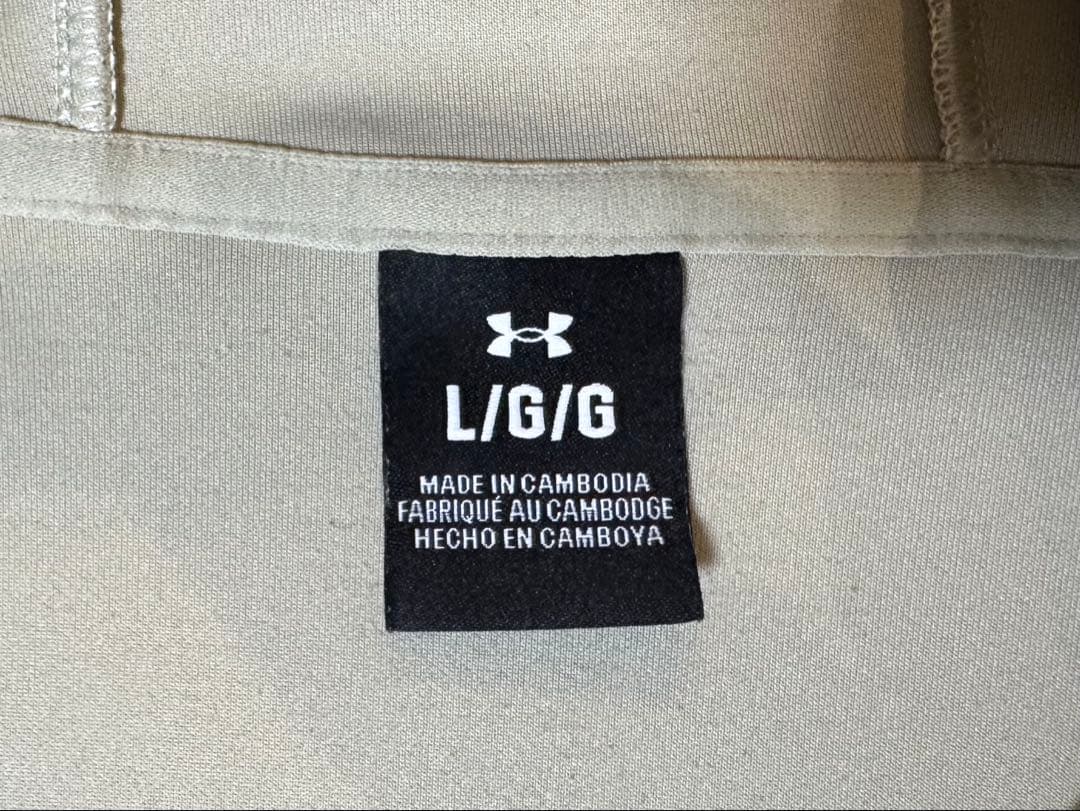 L/G/G
MADE IN CAMBODIA
FABRIQUÉ AU CAMBODGE
HECHO EN CAMBOYA